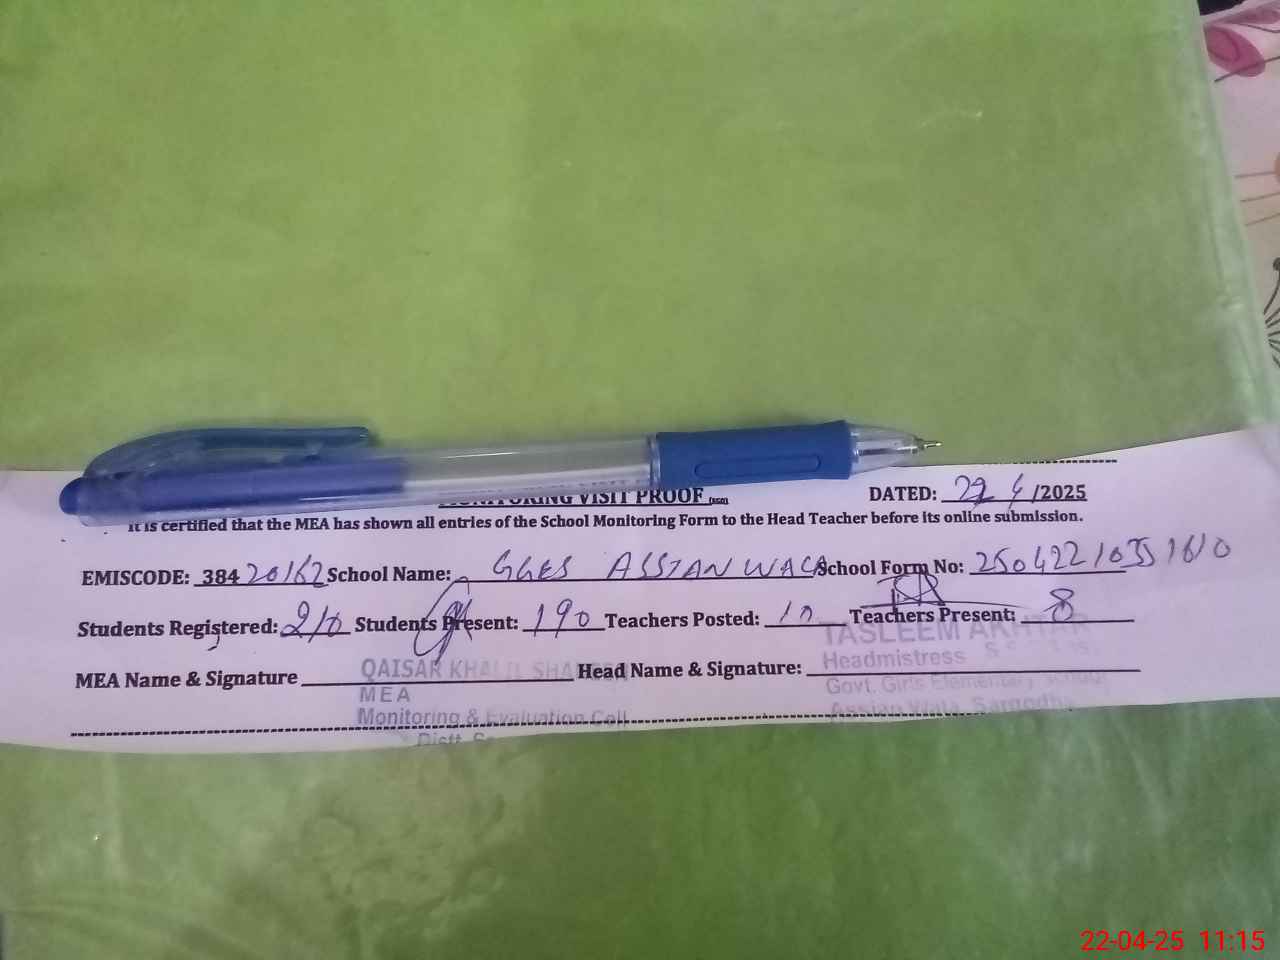 MONITORING VISIT PROOF DATED: 22 4/2025
It is certified that the MEA has shown all entries of the School Monitoring Form to the Head Teacher before its online submission.
EMISCODE: 38420162 School Name: GGES ASSIAN WALA School Form No: 25042210351610
Students Registered: 210 Students Present: 190 Teachers Posted: 10 Teachers Present: 8
TASLEEM AKHTAR
Headmistress
Govt. Girls Elementary School
Assian Wala, Sargodha
MEA Name & Signature Head Name & Signature:
QAISAR KHALIL SHAHEEN
MEA
Monitoring & Evaluation Cell
Distt.
22-04-25 11:15